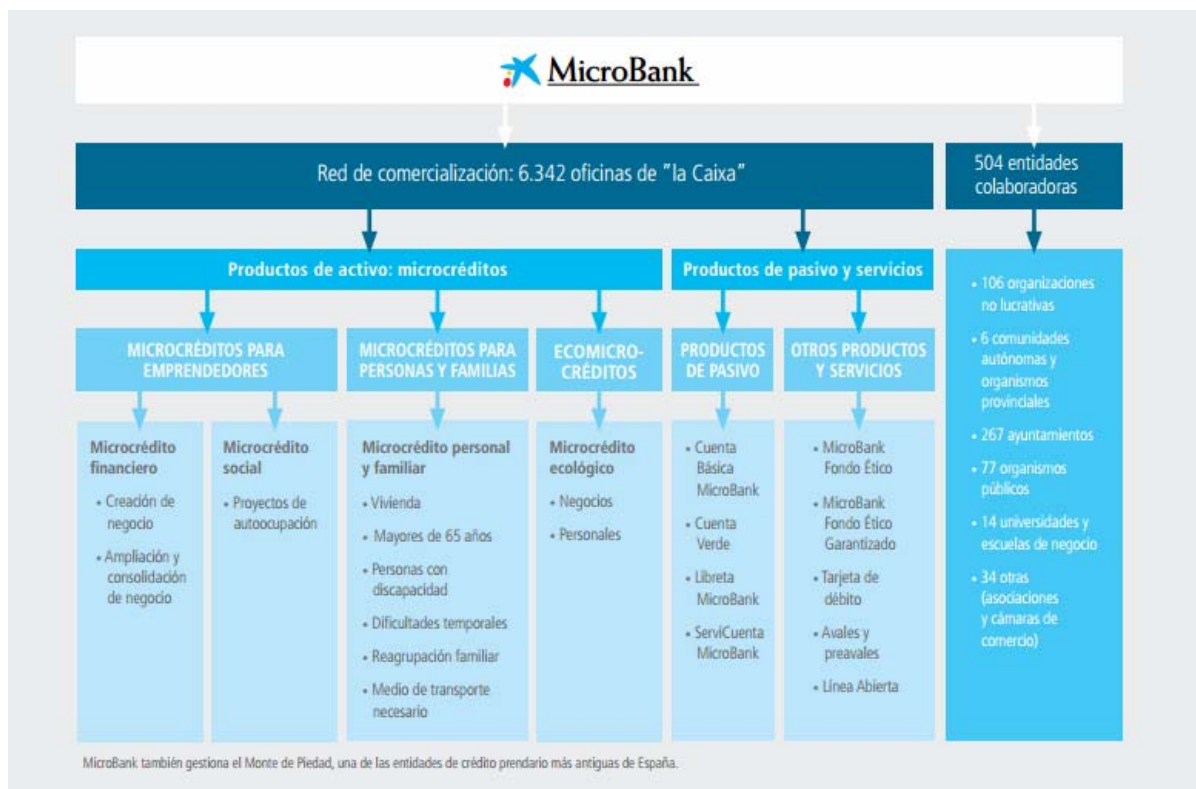 MicroBank
Red de comercialización: 6.342 oficinas de "la Caixa"
504 entidades
colaboradoras
Productos de activo: microcréditos
Productos de pasivo y servicios
MICROCRÉDITOS PARA
EMPRENDEDORES
MICROCRÉDITOS PARA
PERSONAS Y FAMILIAS
ECOMICRO-
CRÉDITOS
PRODUCTOS
DE PASIVO
OTROS PRODUCTOS
Y SERVICIOS
Microcrédito
financiero
• Creación de
negocio
• Ampliación y
consolidación
de negocio
Microcrédito
social
• Proyectos de
autoocupación
Microcrédito personal
y familiar
• Vivienda
• Mayores de 65 años
• Personas con
discapacidad
• Dificultades temporales
• Reagrupación familiar
• Medio de transporte
necesario
Microcrédito
ecológico
• Negocios
• Personales
• Cuenta
Básica
MicroBank
• Cuenta
Verde
• Libreta
MicroBank
• ServiCuenta
MicroBank
• MicroBank
Fondo Ético
• MicroBank
Fondo Ético
Garantizado
• Tarjeta de
débito
• Avales y
preavales
• Línea Abierta
• 106 organizaciones
no lucrativas
• 6 comunidades
autónomas y
organismos
provinciales
• 267 ayuntamientos
• 77 organismos
públicos
• 14 universidades y
escuelas de negocio
• 34 otras
(asociaciones
y cámaras de
comercio)
MicroBank también gestiona el Monte de Piedad, una de las entidades de crédito prendario más antiguas de España.